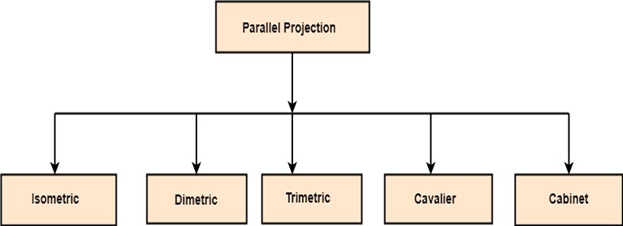 Parallel Projection
Isometric
Dimetric
Trimetric
Cavalier
Cabinet